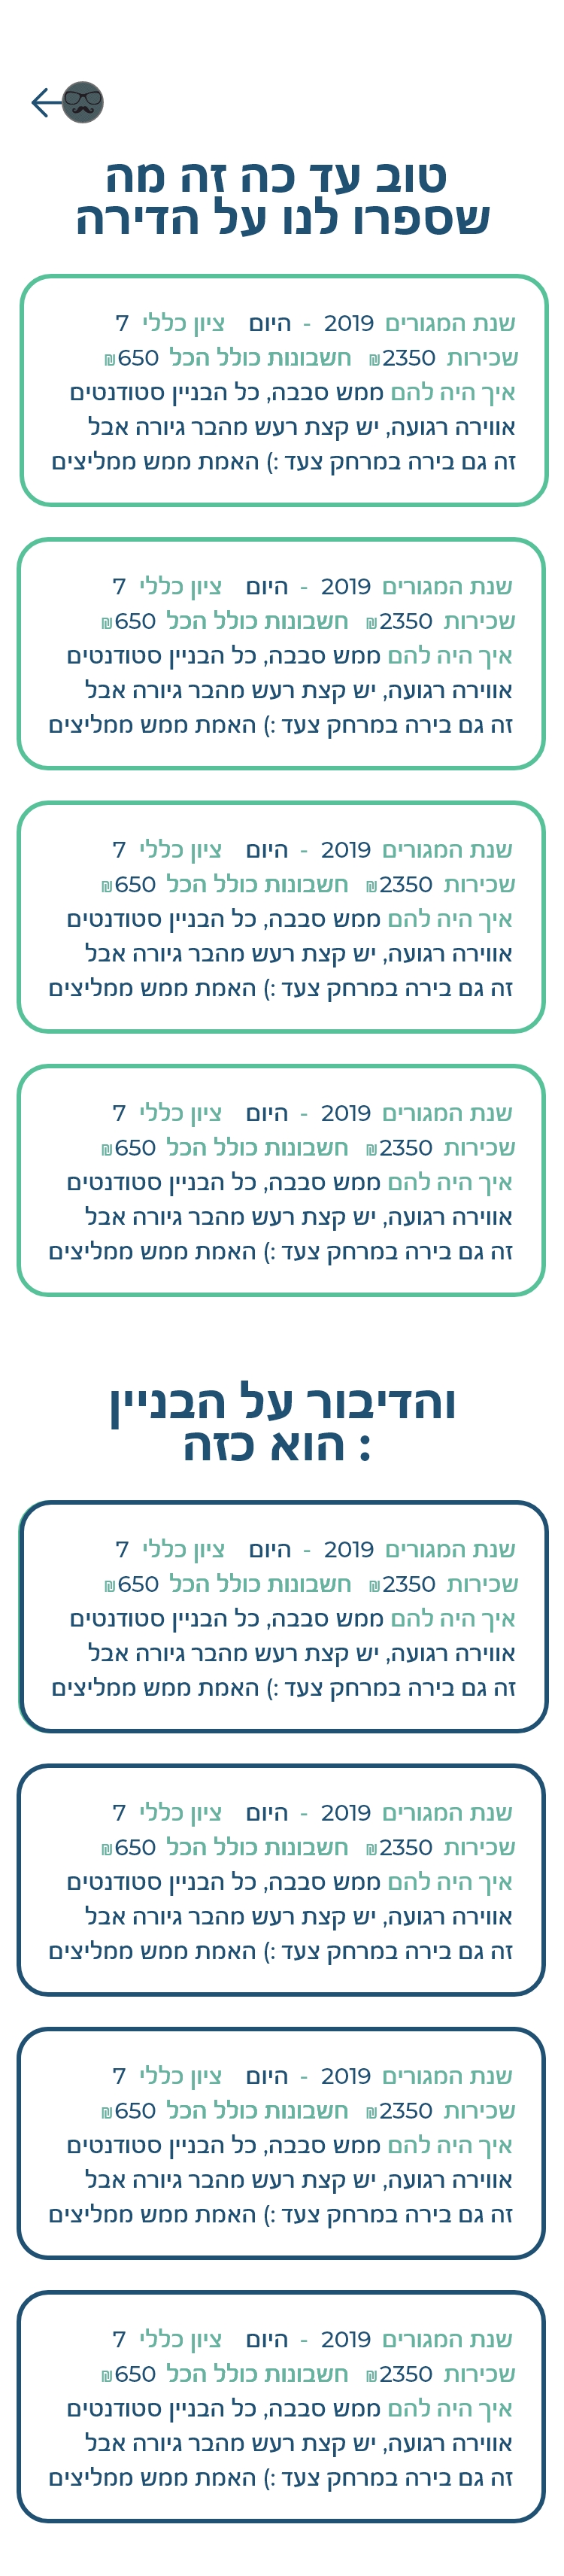 טוב עד כה זה מה
שספרו לנו על הדירה
שנת המגורים 2019 - היום ציון כללי 7
שכירות 2350₪ חשבונות כולל הכל 650₪
איך היה להם ממש סבבה, כל הבניין סטודנטים
אווירה רגועה, יש קצת רעש מהבר גיורה אבל
זה גם בירה במרחק צעד :) האמת ממש ממליצים
שנת המגורים 2019 - היום ציון כללי 7
שכירות 2350₪ חשבונות כולל הכל 650₪
איך היה להם ממש סבבה, כל הבניין סטודנטים
אווירה רגועה, יש קצת רעש מהבר גיורה אבל
זה גם בירה במרחק צעד :) האמת ממש ממליצים
שנת המגורים 2019 - היום ציון כללי 7
שכירות 2350₪ חשבונות כולל הכל 650₪
איך היה להם ממש סבבה, כל הבניין סטודנטים
אווירה רגועה, יש קצת רעש מהבר גיורה אבל
זה גם בירה במרחק צעד :) האמת ממש ממליצים
שנת המגורים 2019 - היום ציון כללי 7
שכירות 2350₪ חשבונות כולל הכל 650₪
איך היה להם ממש סבבה, כל הבניין סטודנטים
אווירה רגועה, יש קצת רעש מהבר גיורה אבל
זה גם בירה במרחק צעד :) האמת ממש ממליצים
והדיבור על הבניין
: הוא כזה
שנת המגורים 2019 - היום ציון כללי 7
שכירות 2350₪ חשבונות כולל הכל 650₪
איך היה להם ממש סבבה, כל הבניין סטודנטים
אווירה רגועה, יש קצת רעש מהבר גיורה אבל
זה גם בירה במרחק צעד :) האמת ממש ממליצים
שנת המגורים 2019 - היום ציון כללי 7
שכירות 2350₪ חשבונות כולל הכל 650₪
איך היה להם ממש סבבה, כל הבניין סטודנטים
אווירה רגועה, יש קצת רעש מהבר גיורה אבל
זה גם בירה במרחק צעד :) האמת ממש ממליצים
שנת המגורים 2019 - היום ציון כללי 7
שכירות 2350₪ חשבונות כולל הכל 650₪
איך היה להם ממש סבבה, כל הבניין סטודנטים
אווירה רגועה, יש קצת רעש מהבר גיורה אבל
זה גם בירה במרחק צעד :) האמת ממש ממליצים
שנת המגורים 2019 - היום ציון כללי 7
שכירות 2350₪ חשבונות כולל הכל 650₪
איך היה להם ממש סבבה, כל הבניין סטודנטים
אווירה רגועה, יש קצת רעש מהבר גיורה אבל
זה גם בירה במרחק צעד :) האמת ממש ממליצים